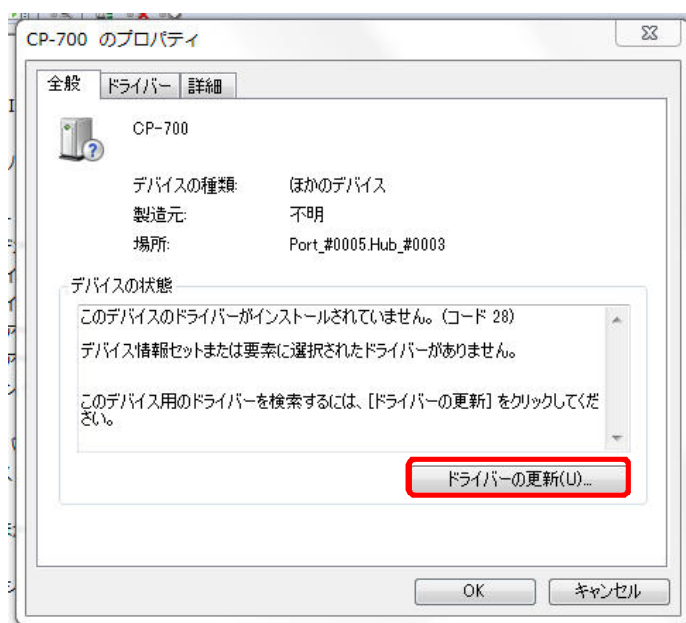 CP-700 のプロパティ
全般 ドライバー 詳細
CP-700
デバイスの種類: ほかのデバイス
製造元: 不明
場所: Port_#0005.Hub_#0003
デバイスの状態
このデバイスのドライバーがインストールされていません。(コード 28)
デバイス情報セットまたは要素に選択されたドライバーがありません。
このデバイス用のドライバーを検索するには、[ドライバーの更新] をクリックしてくだ
さい。
ドライバーの更新(U)...
OK キャンセル